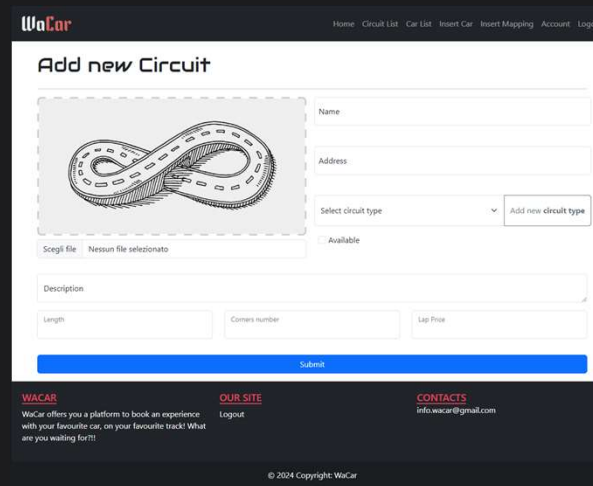 WaCar
Home Circuit List Car List Insert Car Insert Mapping Account Logo
Add new Circuit
Name
Address
Select circuit type Add new circuit type
Scegli file Nessun file selezionato
Available
Description
Length Corners number Lap Price
Submit
WACAR OUR SITE CONTACTS
WaCar offers you a platform to book an experience Logout info.wacar@gmail.com
with your favourite car, on your favourite track! What
are you waiting for?!!
© 2024 Copyright: WaCar